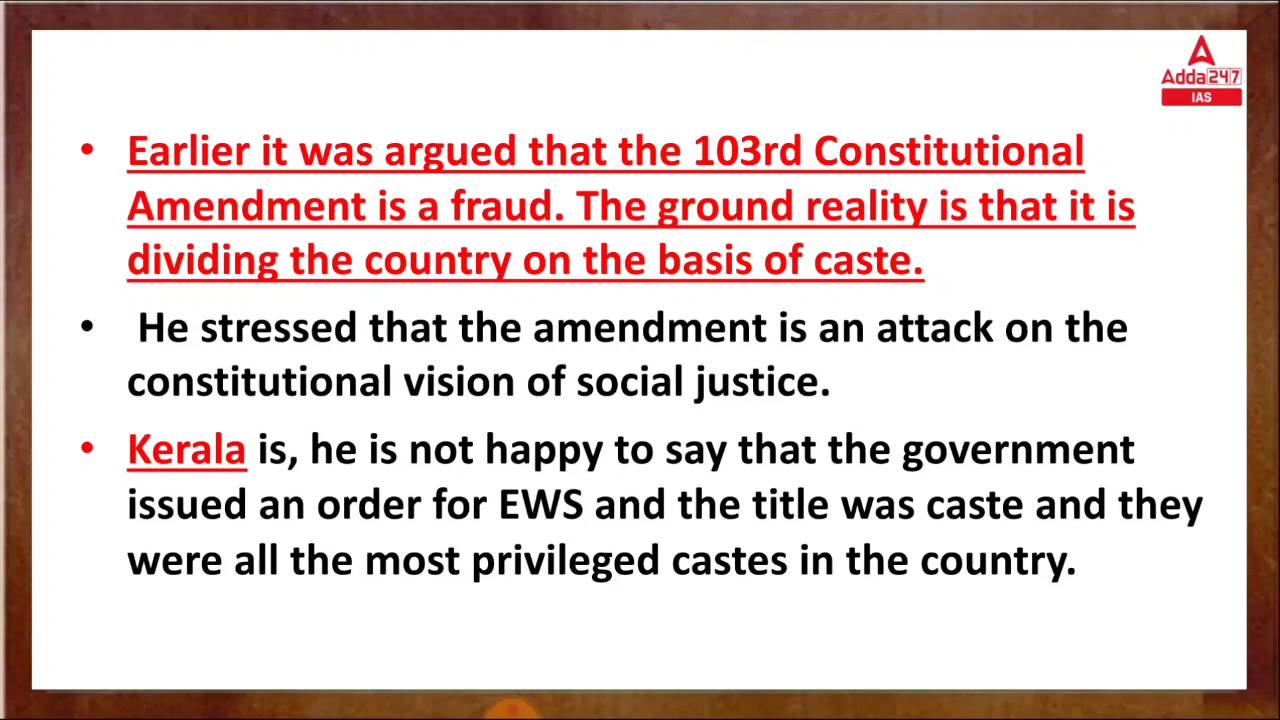 Adda247
IAS
• Earlier it was argued that the 103rd Constitutional
Amendment is a fraud. The ground reality is that it is
dividing the country on the basis of caste.
• He stressed that the amendment is an attack on the
constitutional vision of social justice.
• Kerala is, he is not happy to say that the government
issued an order for EWS and the title was caste and they
were all the most privileged castes in the country.